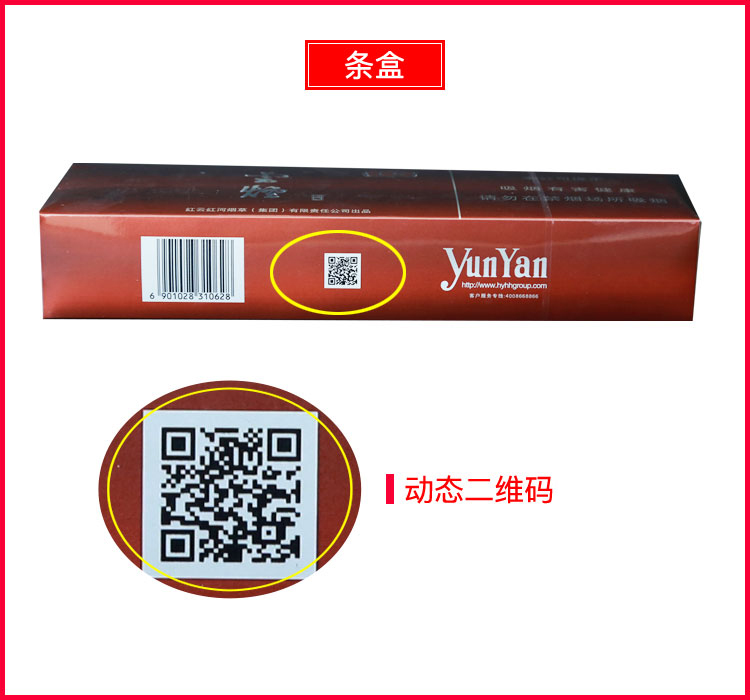 条盒
红云红河烟草（集团）有限责任公司出品
吸烟有害健康
请勿在禁烟场所吸烟
6 901028 310628
YunYan
http://www.hyhhgroup.com
客户服务专线:4008868866
动态二维码